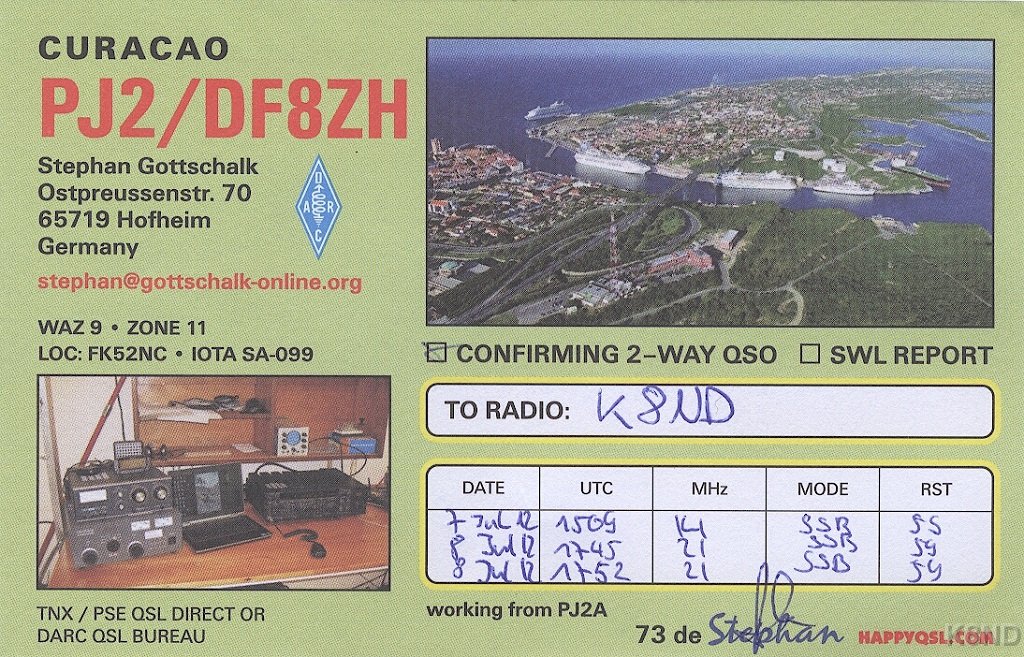 CURACAO
PJ2/DF8ZH
Stephan Gottschalk
Ostpreussenstr. 70
65719 Hofheim
Germany
DARC
stephan@gottschalk-online.org
WAZ 9 • ZONE 11
LOC: FK52NC • IOTA SA-099
CONFIRMING 2-WAY QSO SWL REPORT
TO RADIO: K8ND
DATE UTC MHz MODE RST
7 Jul 12 1509 14 SSB 55
8 Jul 12 1745 21 SSB 59
8 Jul 12 1752 21 SSB 59
TNX / PSE QSL DIRECT OR
DARC QSL BUREAU
working from PJ2A
73 de Stephan
HAPPYQSL.COM
K8ND